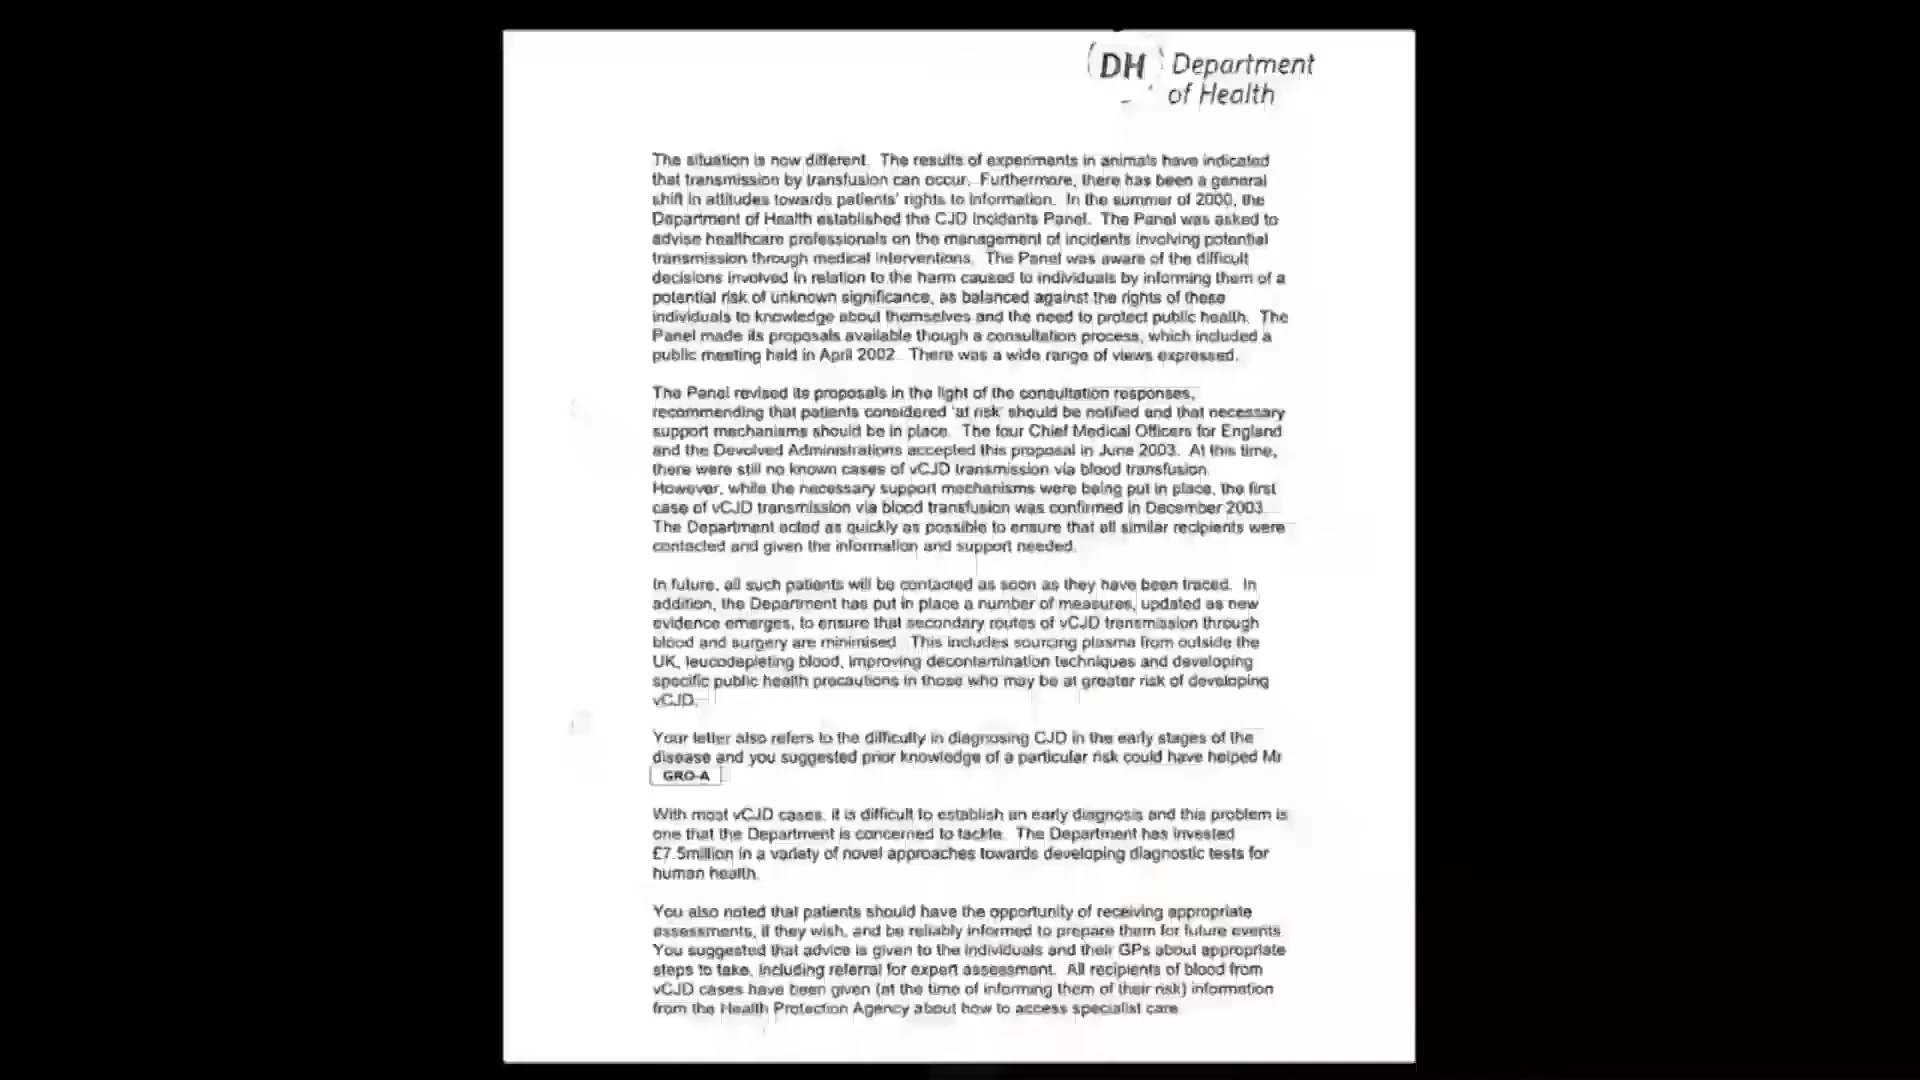 DH Department
of Health
The situation is now different. The results of experiments in animals have indicated
that transmission by transfusion can occur. Furthermore, there has been a general
shift in attitudes towards patients' rights to information. In the summer of 2000, the
Department of Health established the CJD Incidents Panel. The Panel was asked to
advise healthcare professionals on the management of incidents involving potential
transmission through medical interventions. The Panel was aware of the difficult
decisions involved in relation to the harm caused to individuals by informing them of a
potential risk of unknown significance, as balanced against the rights of these
individuals to knowledge about themselves and the need to protect public health. The
Panel made its proposals available though a consultation process, which included a
public meeting held in April 2002. There was a wide range of views expressed.
The Panel revised its proposals in the light of the consultation responses,
recommending that patients considered 'at risk' should be notified and that necessary
support mechanisms should be in place. The four Chief Medical Officers for England
and the Devolved Administrations accepted this proposal in June 2003. At this time,
there were still no known cases of vCJD transmission via blood transfusion.
However, while the necessary support mechanisms were being put in place, the first
case of vCJD transmission via blood transfusion was confirmed in December 2003.
The Department acted as quickly as possible to ensure that all similar recipients were
contacted and given the information and support needed.
In future, all such patients will be contacted as soon as they have been traced. In
addition, the Department has put in place a number of measures, updated as new
evidence emerges, to ensure that secondary routes of vCJD transmission through
blood and surgery are minimised. This includes sourcing plasma from outside the
UK, leucodepleting blood, improving decontamination techniques and developing
specific public health precautions in those who may be at greater risk of developing
vCJD.
Your letter also refers to the difficulty in diagnosing CJD in the early stages of the
disease and you suggested prior knowledge of a particular risk could have helped Mr
GRO-A
With most vCJD cases, it is difficult to establish an early diagnosis and this problem is
one that the Department is concerned to tackle. The Department has invested
£7.5million in a variety of novel approaches towards developing diagnostic tests for
human health.
You also noted that patients should have the opportunity of receiving appropriate
assessments, if they wish, and be reliably informed to prepare them for future events.
You suggested that advice is given to the individuals and their GPs about appropriate
steps to take, including referral for expert assessment. All recipients of blood from
vCJD cases have been given (at the time of informing them of their risk) information
from the Health Protection Agency about how to access specialist care.